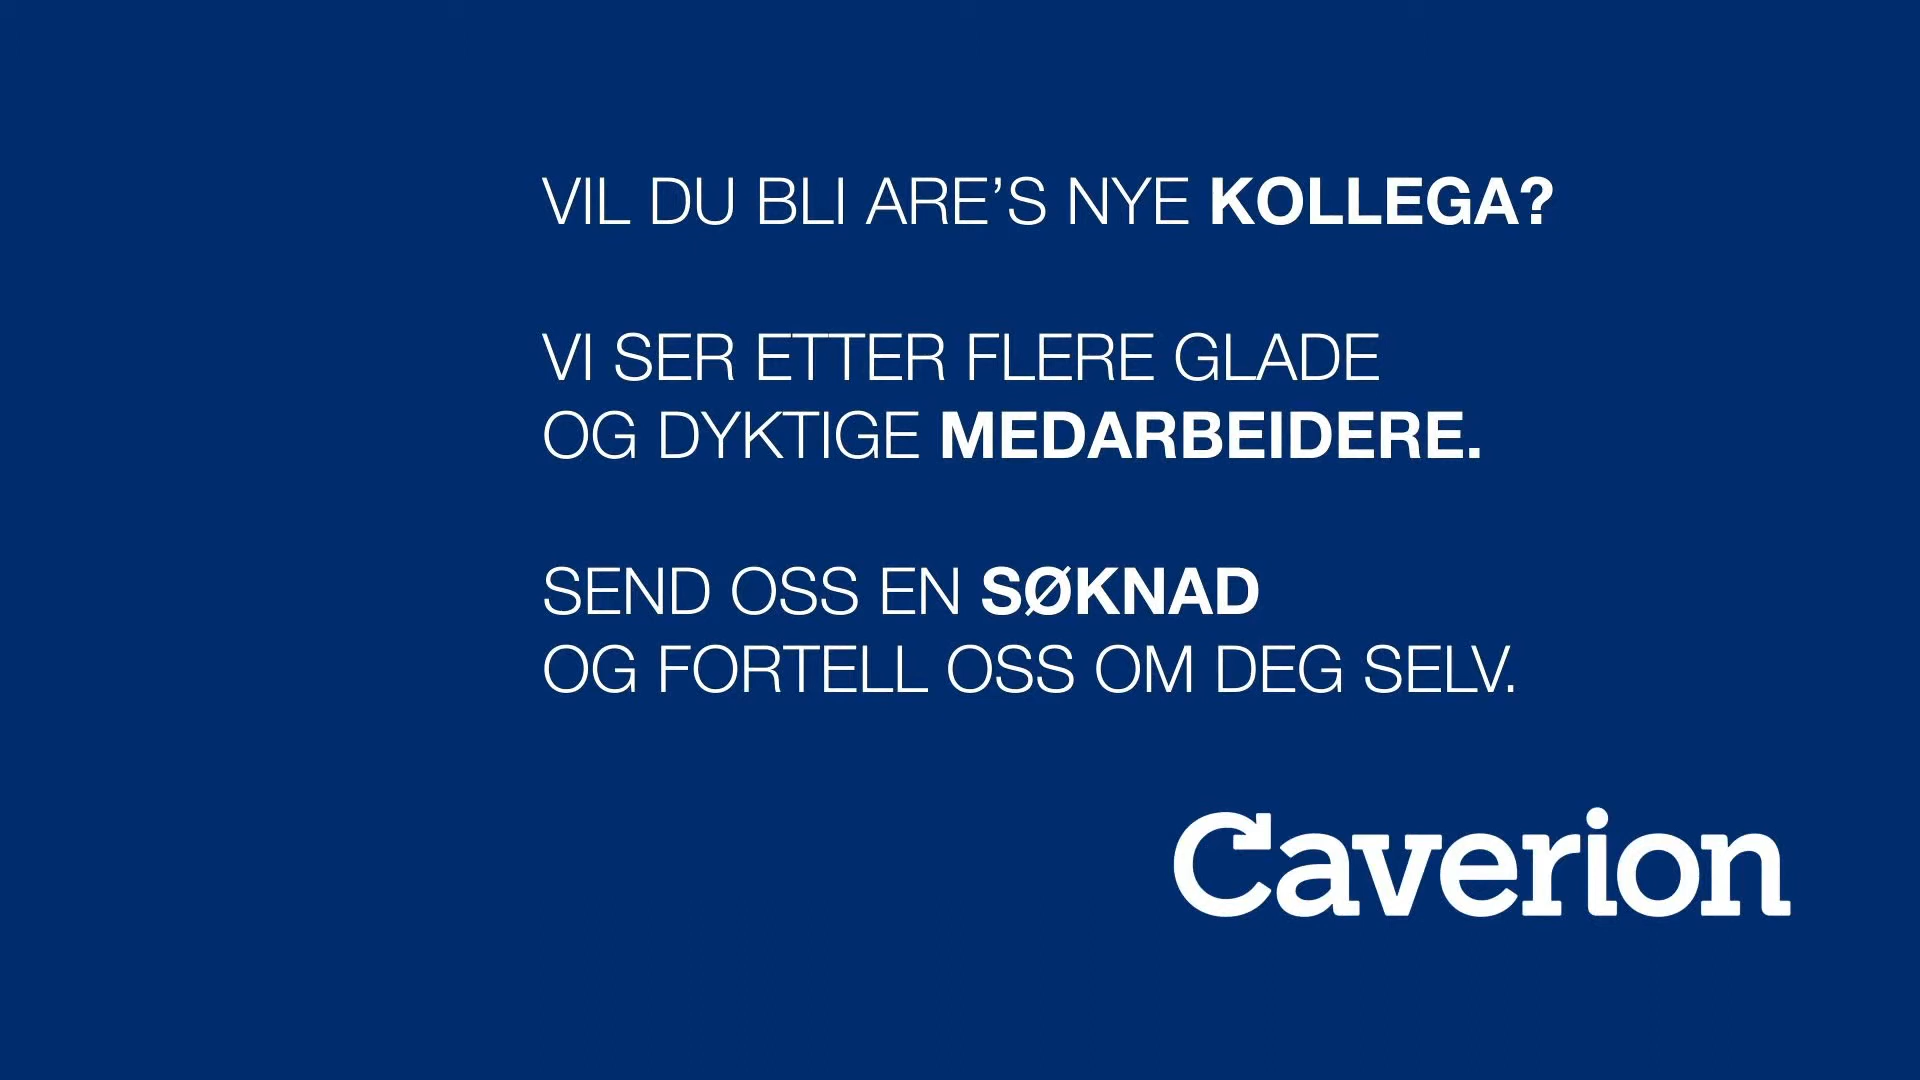 VIL DU BLI ARE’S NYE KOLLEGA?
VI SER ETTER FLERE GLADE
OG DYKTIGE MEDARBEIDERE.
SEND OSS EN SØKNAD
OG FORTELL OSS OM DEG SELV.
Caverion